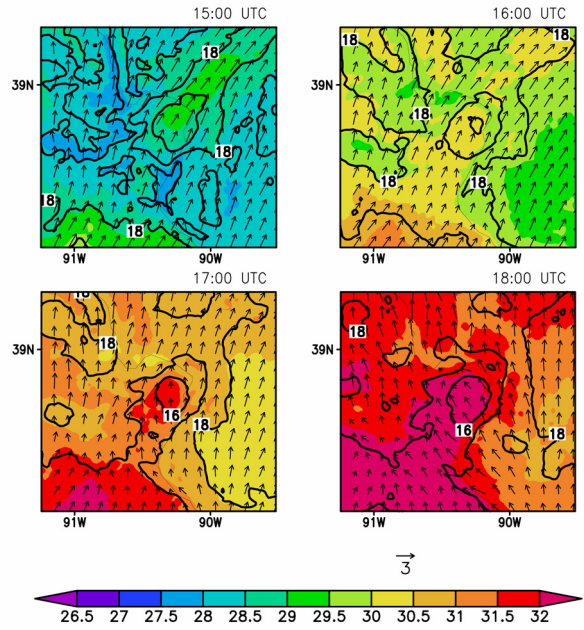 15:00 UTC 16:00 UTC
18 18 18
39N 39N
18
18
18 18
18
18
91W 90W 91W 90W
17:00 UTC 18:00 UTC
18
18
39N 18 39N
16
18 16 18
91W 90W 91W 90W
3
26.5 27 27.5 28 28.5 29 29.5 30 30.5 31 31.5 32